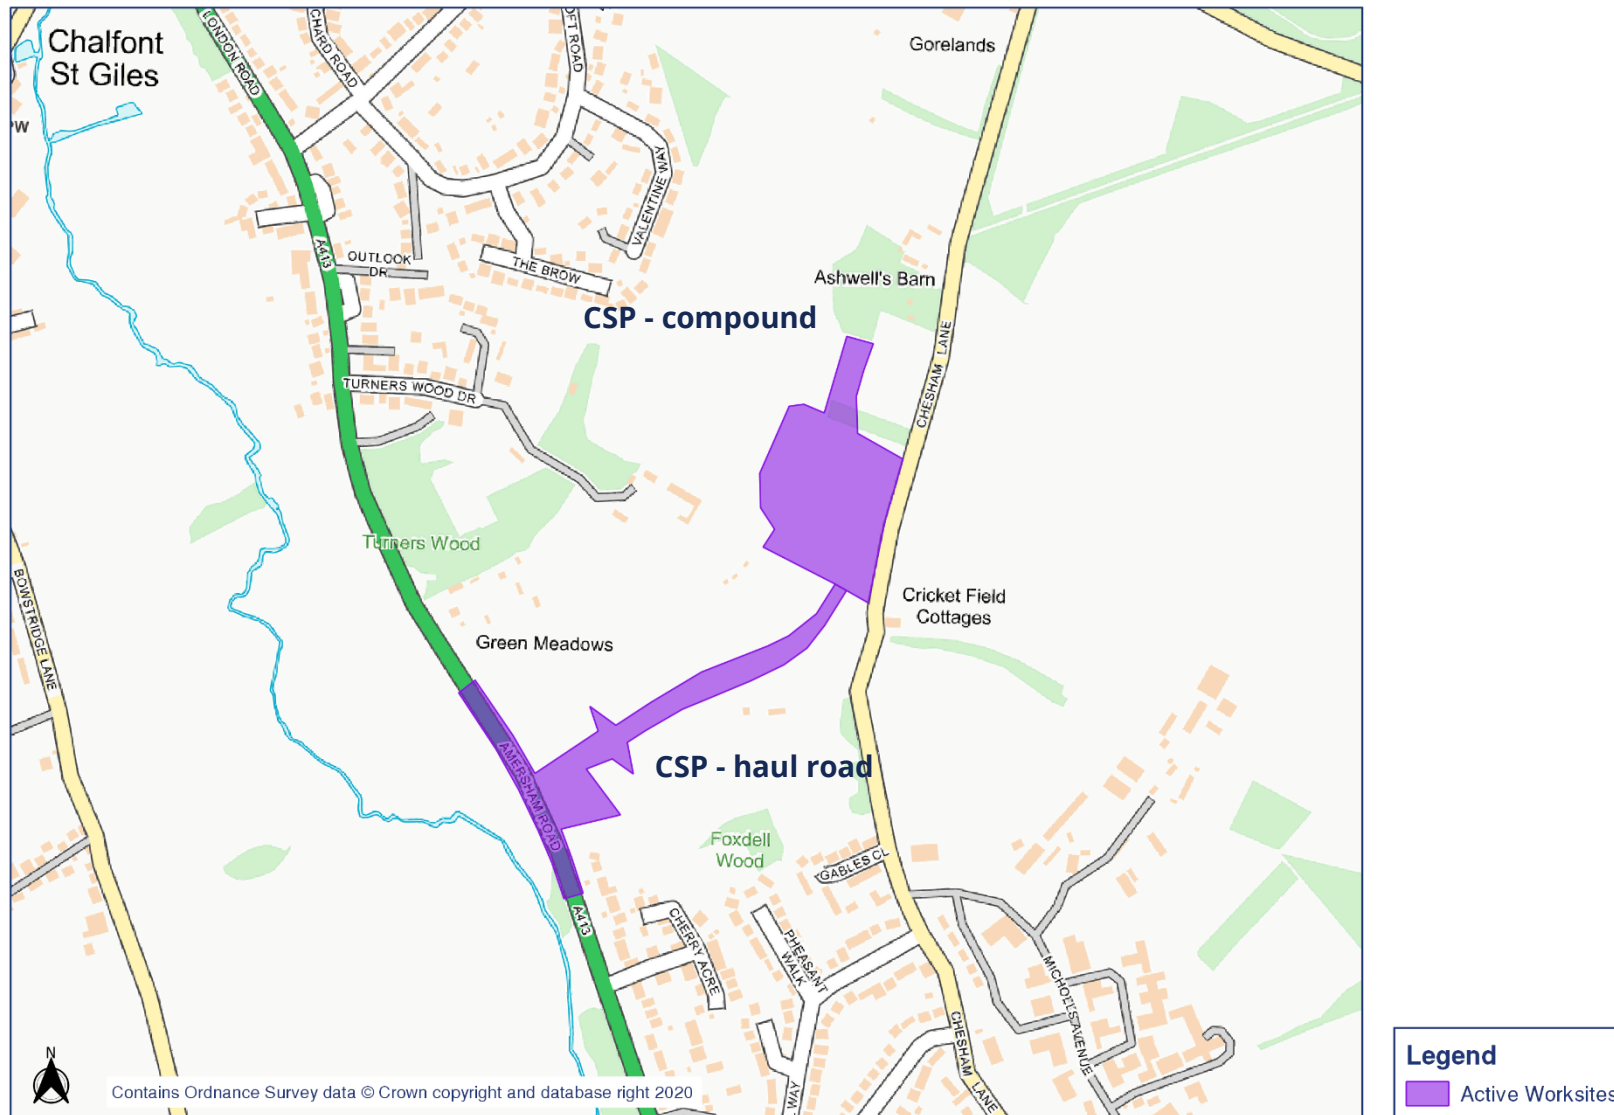 Chalfont
St Giles
PW
LONDON ROAD
CHARD ROAD
OFT ROAD
Gorelands
VALENTINE WAY
A413
OUTLOOK
DR
THE BROW
Ashwell's Barn
CSP - compound
CHESHAM LANE
TURNERS WOOD DR
Turners Wood
BOWSTRIDGE LANE
Cricket Field
Cottages
Green Meadows
AMERSHAM ROAD
CSP - haul road
Foxdell
Wood
GABLES CL
A413
CHERRY ACRE
PHEASANT
WALK
MICHOLLS AVENUE
CHESHAM LANE
WAY
N
Contains Ordnance Survey data © Crown copyright and database right 2020
Legend
Active Worksites